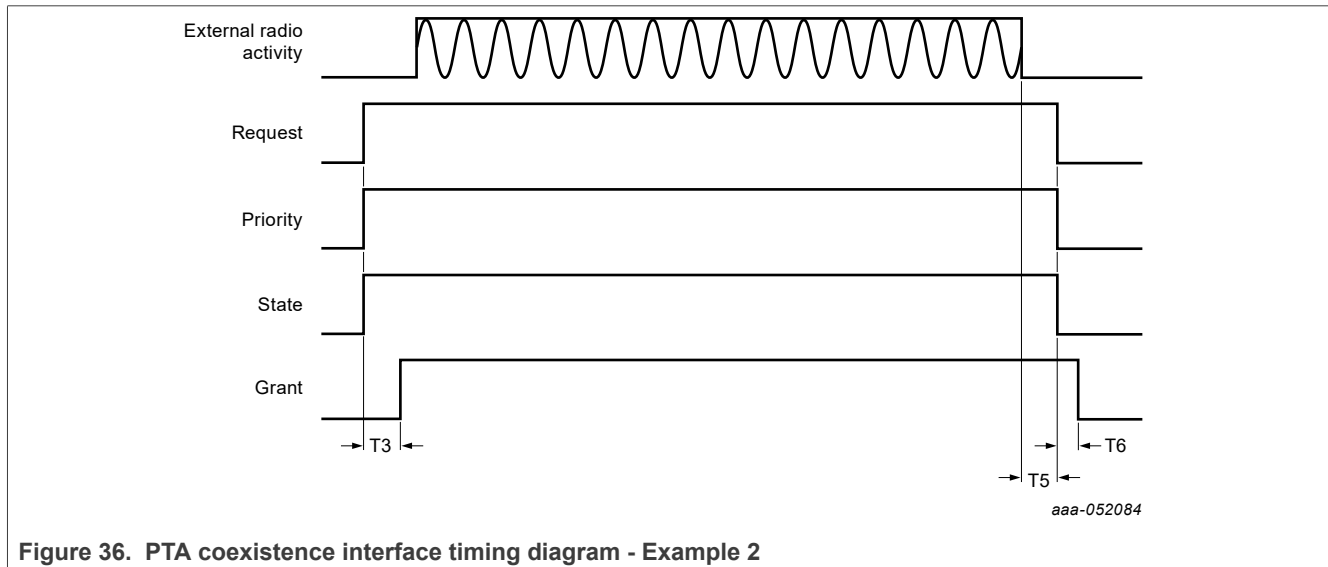 External radio
activity
Request
Priority
State
Grant
T3
T6
T5
aaa-052084
Figure 36. PTA coexistence interface timing diagram - Example 2